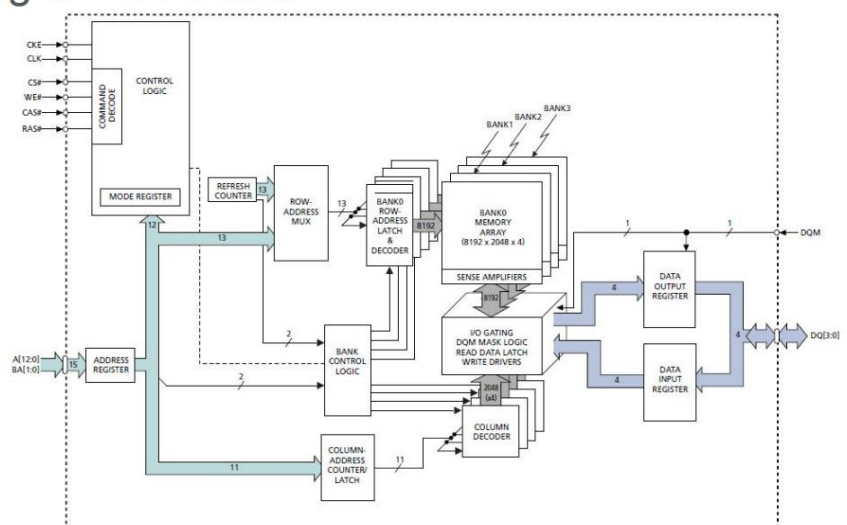 g
CKE
CLK
CS#
WE#
CAS#
RAS#
COMMAND
DECODE
CONTROL
LOGIC
MODE REGISTER
12
REFRESH
COUNTER
13
13
ROW-
ADDRESS
MUX
13
BANK0
ROW-
ADDRESS
LATCH
&
DECODER
8192
BANK1
BANK2
BANK3
BANK0
MEMORY
ARRAY
(8192 x 2048 x 4)
SENSE AMPLIFIERS
8192
I/O GATING
DQM MASK LOGIC
READ DATA LATCH
WRITE DRIVERS
2048
(x4)
COLUMN
DECODER
1
1
DQM
4
DATA
OUTPUT
REGISTER
4
DQ[3:0]
4
DATA
INPUT
REGISTER
A[12:0]
BA[1:0]
15
ADDRESS
REGISTER
2
2
BANK
CONTROL
LOGIC
11
COLUMN-
ADDRESS
COUNTER/
LATCH
11